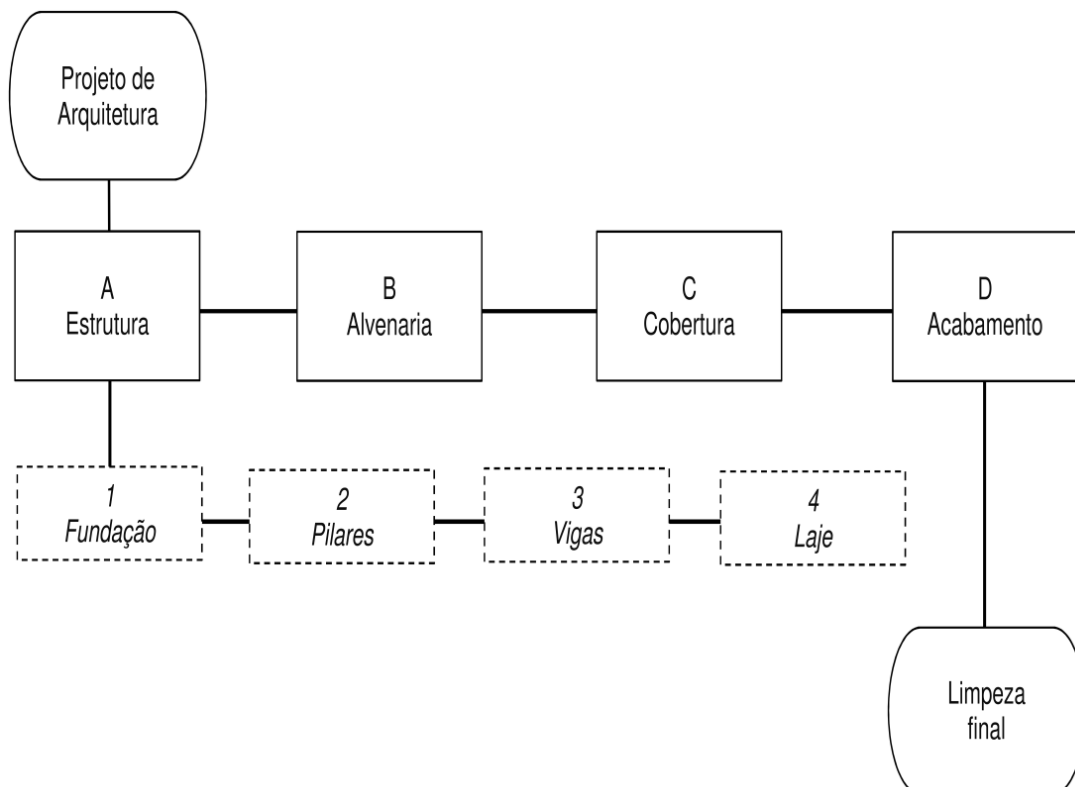 Projeto de
Arquitetura
A
Estrutura
B
Alvenaria
C
Cobertura
D
Acabamento
1
Fundação
2
Pilares
3
Vigas
4
Laje
Limpeza
final